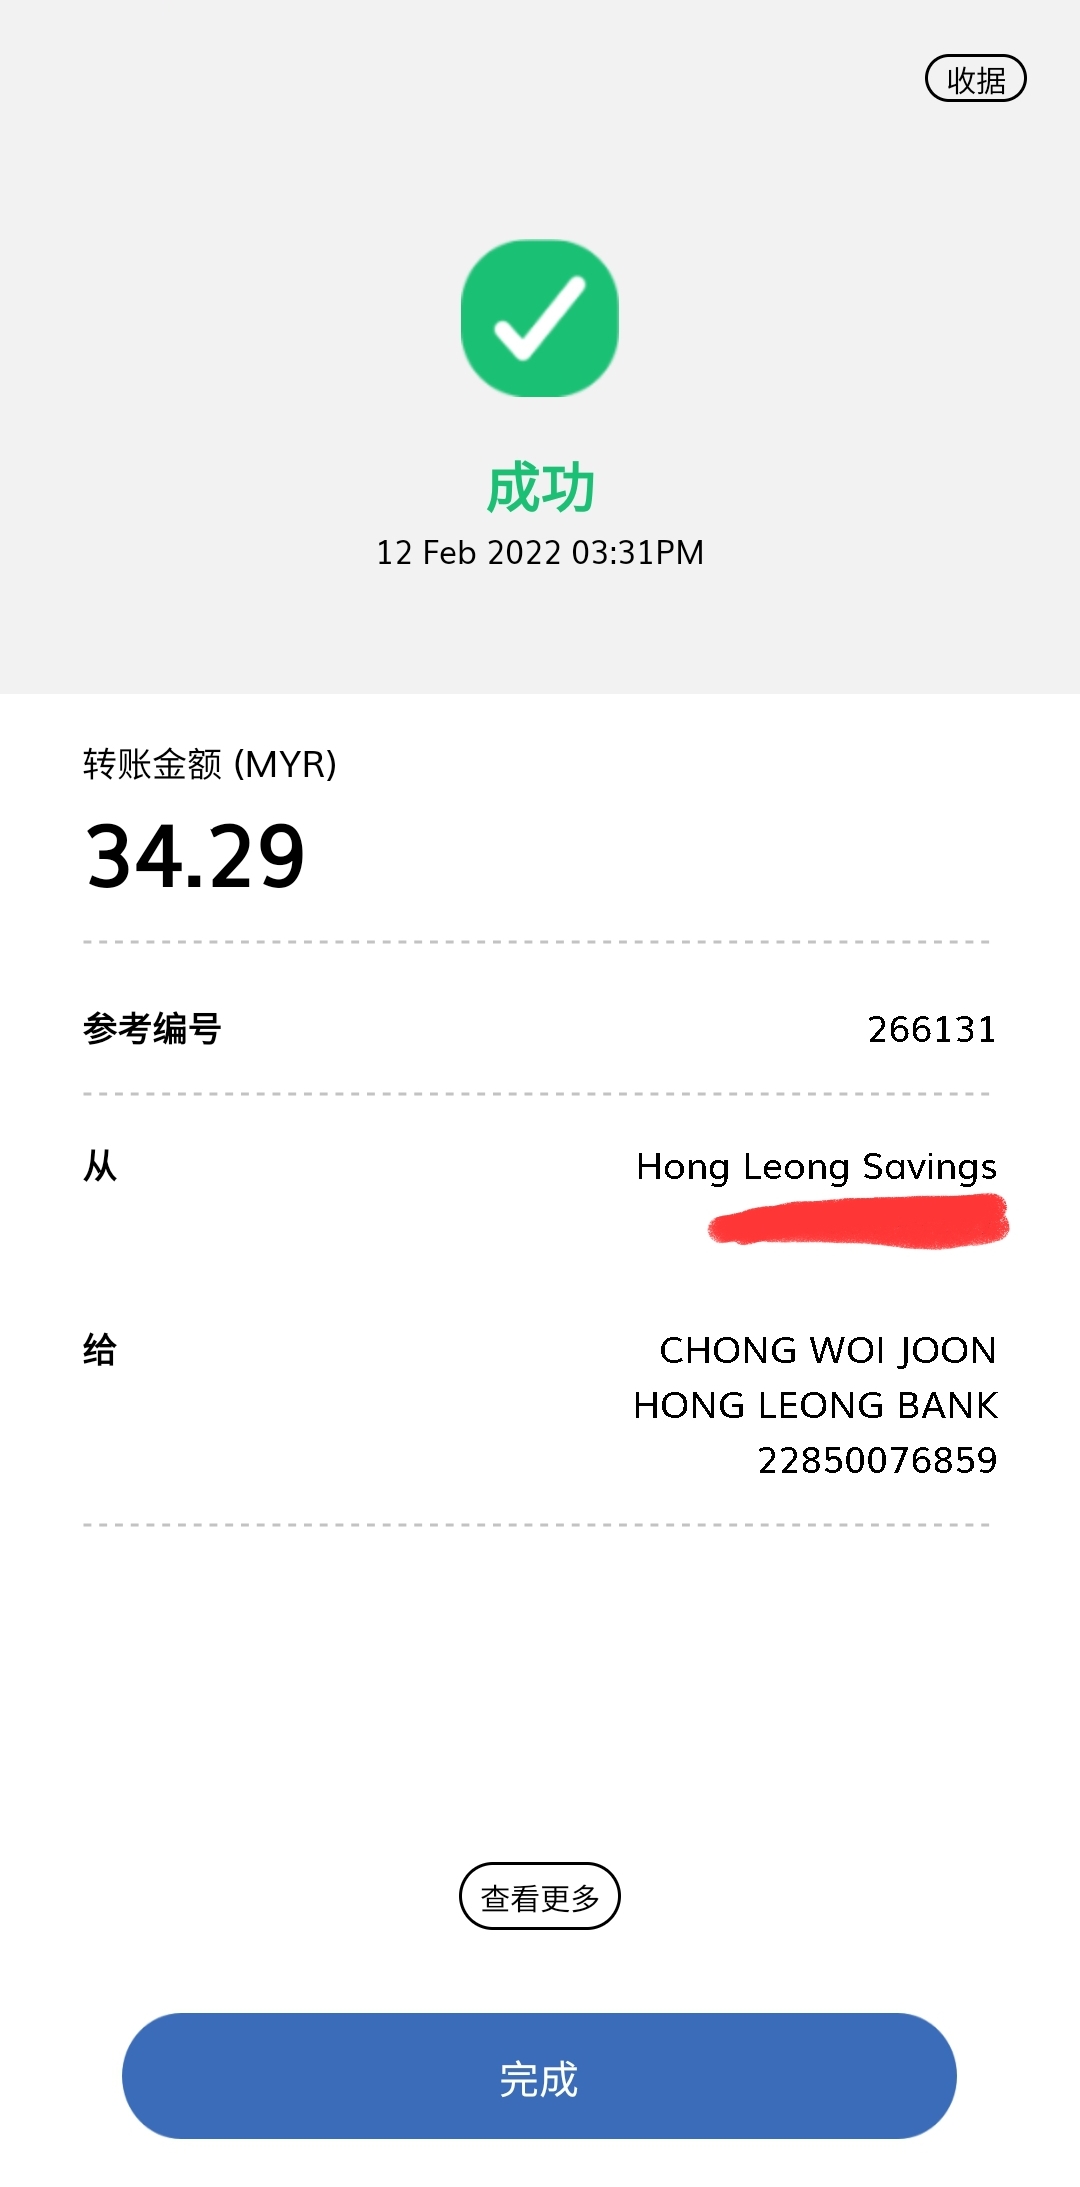 收据
成功
12 Feb 2022 03:31PM
转账金额 (MYR)
34.29
参考编号 266131
从 Hong Leong Savings
给 CHONG WOI JOON
HONG LEONG BANK
22850076859
查看更多
完成